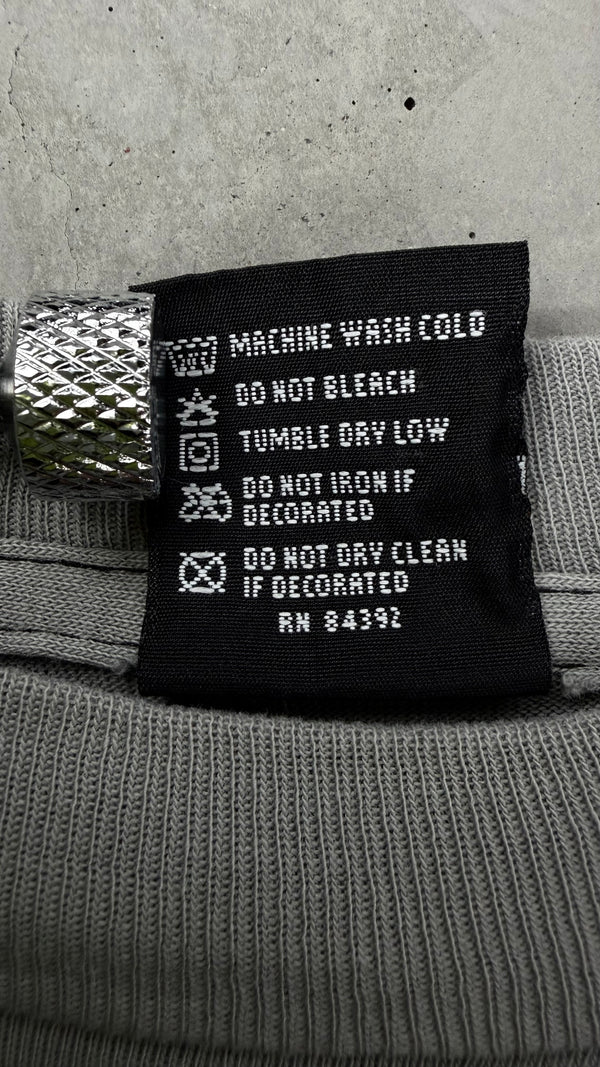 MACHINE WASH COLD
DO NOT BLEACH
TUMBLE DRY LOW
DO NOT IRON IF
DECORATED
DO NOT DRY CLEAN
IF DECORATED
RN 84392